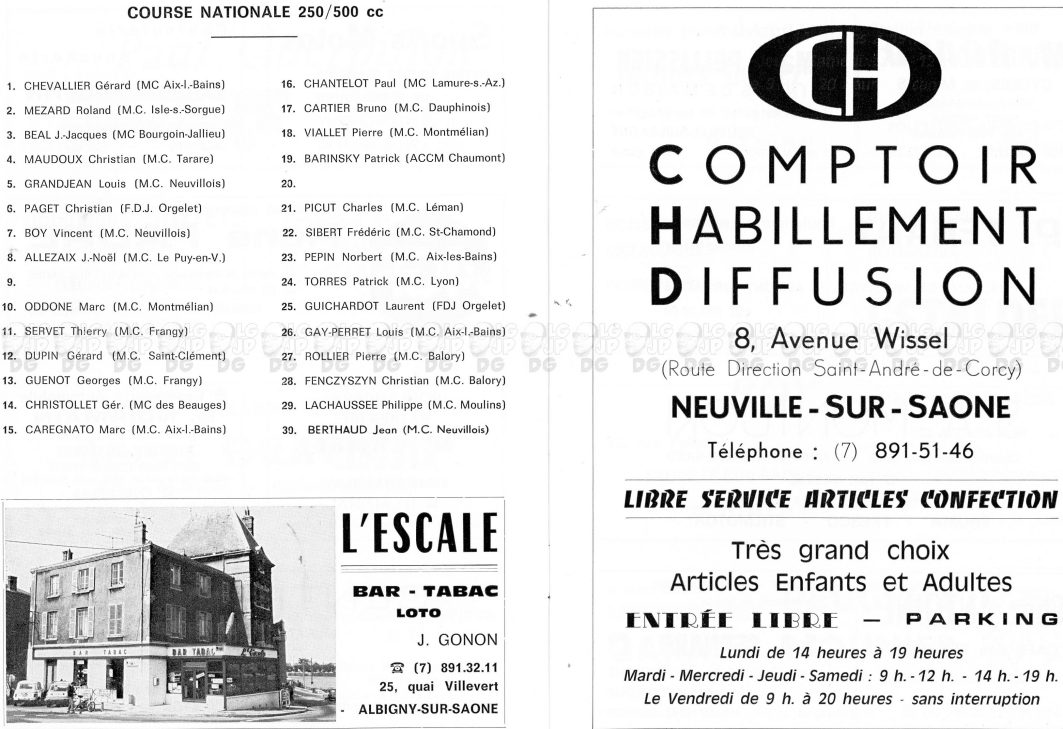 COURSE NATIONALE 250/500 cc
1. CHEVALLIER Gérard (MC Aix-l.-Bains)
2. MEZARD Roland (M.C. Isle-s.-Sorgue)
3. BEAL J.-Jacques (MC Bourgoin-Jallieu)
4. MAUDOUX Christian (M.C. Tarare)
5. GRANDJEAN Louis (M.C. Neuvillois)
6. PAGET Christian (F.D.J. Orgelet)
7. BOY Vincent (M.C. Neuvillois)
8. ALLEZAIX J.-Noël (M.C. Le Puy-en-V.)
9.
10. ODDONE Marc (M.C. Montmélian)
11. SERVET Thierry (M.C. Frangy)
12. DUPIN Gérard (M.C. Saint-Clément)
13. GUENOT Georges (M.C. Frangy)
14. CHRISTOLLET Gér. (MC des Beauges)
15. CAREGNATO Marc (M.C. Aix-l.-Bains)
16. CHANTELOT Paul (MC Lamure-s.-Az.)
17. CARTIER Bruno (M.C. Dauphinois)
18. VIALLET Pierre (M.C. Montmélian)
19. BARINSKY Patrick (ACCM Chaumont)
20.
21. PICUT Charles (M.C. Léman)
22. SIBERT Frédéric (M.C. St-Chamond)
23. PEPIN Norbert (M.C. Aix-les-Bains)
24. TORRES Patrick (M.C. Lyon)
25. GUICHARDOT Laurent (FDJ Orgelet)
26. GAY-PERRET Louis (M.C. Aix-l.-Bains)
27. ROLLIER Pierre (M.C. Balory)
28. FENCZYSZYN Christian (M.C. Balory)
29. LACHAUSSEE Philippe (M.C. Moulins)
39. BERTHAUD Jean (M.C. Neuvillois)
BAR TABAC
BAR TABAC
L'Escale
L'ESCALE
BAR - TABAC
LOTO
J. GONON
☎ (7) 891.32.11
25, quai Villevert
- ALBIGNY-SUR-SAONE
CHD
COMPTOIR
HABILLEMENT
DIFFUSION
8, Avenue Wissel
(Route Direction Saint-André-de-Corcy)
NEUVILLE - SUR - SAONE
Téléphone : (7) 891-51-46
LIBRE SERVICE ARTICLES CONFECTION
Très grand choix
Articles Enfants et Adultes
ENTRÉE LIBRE — PARKING
Lundi de 14 heures à 19 heures
Mardi - Mercredi - Jeudi - Samedi : 9 h. - 12 h. - 14 h. - 19 h.
Le Vendredi de 9 h. à 20 heures - sans interruption